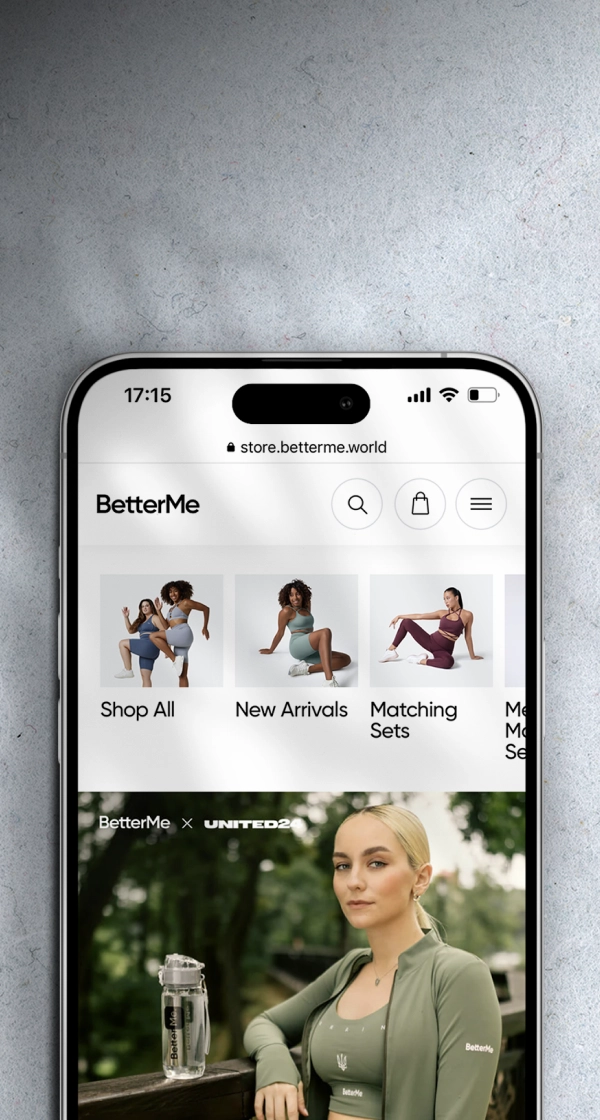 17:15
store.betterme.world
BetterMe
Shop All
New Arrivals
Matching
Sets
Me
Mo
Se
BetterMe × UNITED24
BetterMe
BetterMe
BetterMe